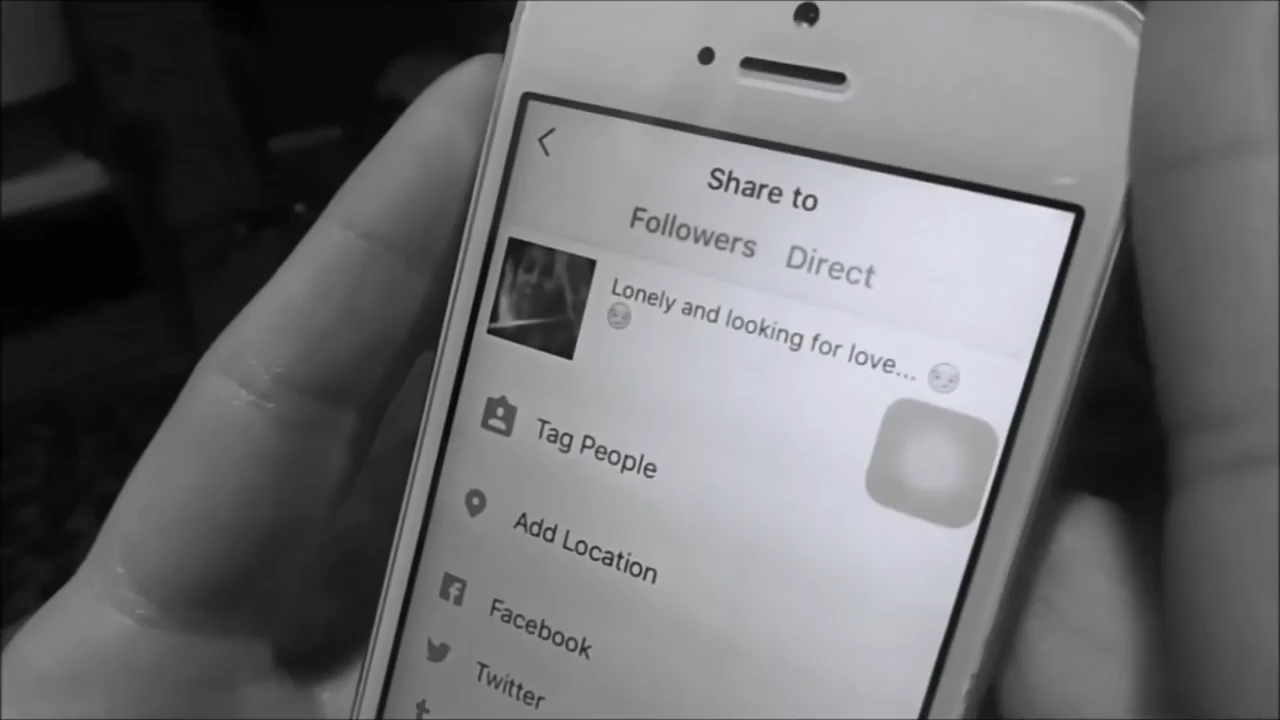 Share to
Followers Direct
Lonely and looking for love... 😔
😔
Tag People
Add Location
Facebook
Twitter